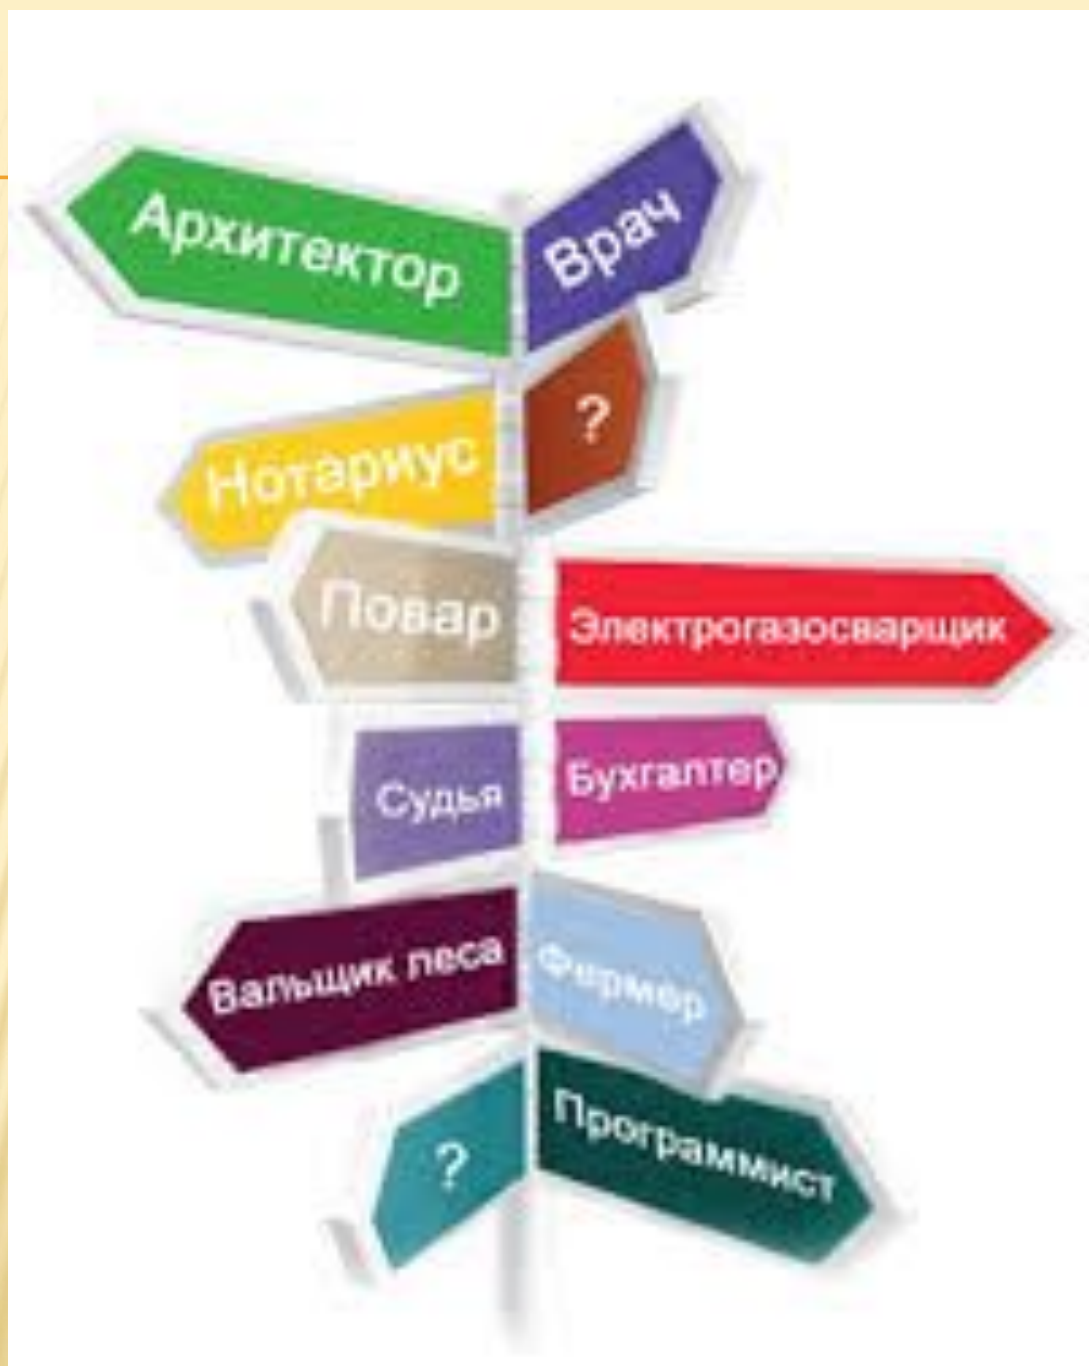 Архитектор
Врач
Нотариус
?
Повар
Электрогазосварщик
Судья
Бухгалтер
Вальщик леса
Фермер
?
Программист